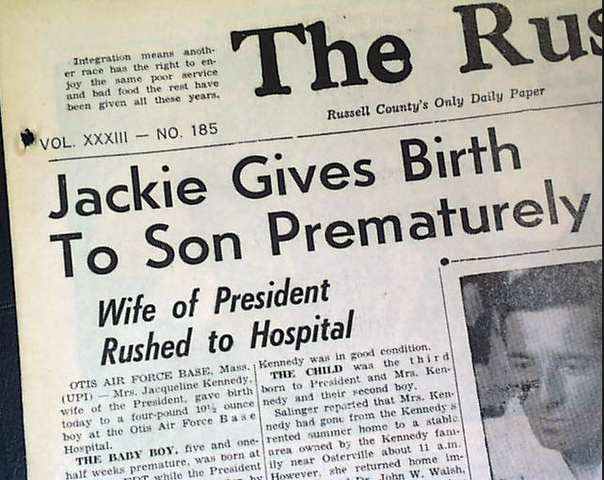 Integration means anoth-
er race has the right to en-
joy the same poor service
and bad food the rest have
been given all these years.
The Rus
Russell County's Only Daily Paper
VOL. XXXIII — NO. 185
Jackie Gives Birth
To Son Prematurely
Wife of President
Rushed to Hospital
OTIS AIR FORCE BASE, Mass.
(UPI) — Mrs. Jacqueline Kennedy,
wife of the President, gave birth
today to a four-pound 10½ ounce
boy at the Otis Air Force Base
Hospital.
THE BABY BOY, five and one-
half weeks premature, was born at
EDT while the President
Kennedy was in good condition.
THE CHILD was the third
born to President and Mrs. Ken-
nedy and their second boy.
Salinger reported that Mrs. Ken-
nedy had gone from the Kennedy's
rented summer home to a stable
area owned by the Kennedy fam-
ily near Osterville about 11 a.m.
However, she returned home im-
Dr. John W. Walsh,